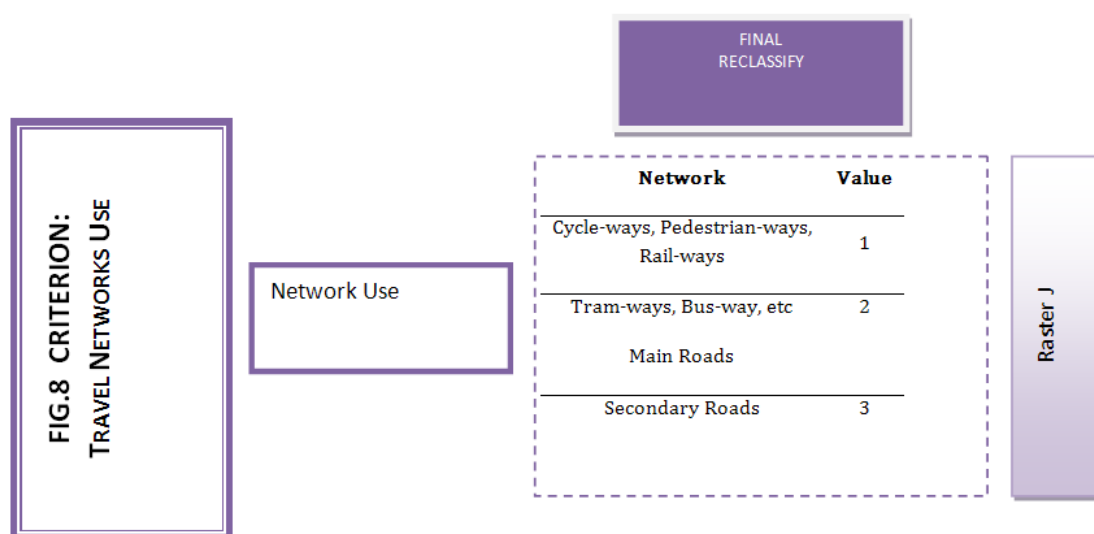 FINAL
RECLASSIFY
FIG.8 CRITERION:
TRAVEL NETWORKS USE
Network Use
Network Value
Cycle-ways, Pedestrian-ways,
Rail-ways 1
Tram-ways, Bus-way, etc 2
Main Roads
Secondary Roads 3
Raster J